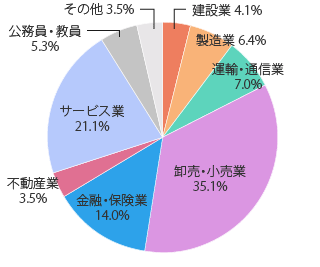 その他 3.5%
建設業 4.1%
公務員・教員
5.3%
製造業 6.4%
運輸・通信業
7.0%
サービス業
21.1%
卸売・小売業
35.1%
不動産業
3.5%
金融・保険業
14.0%